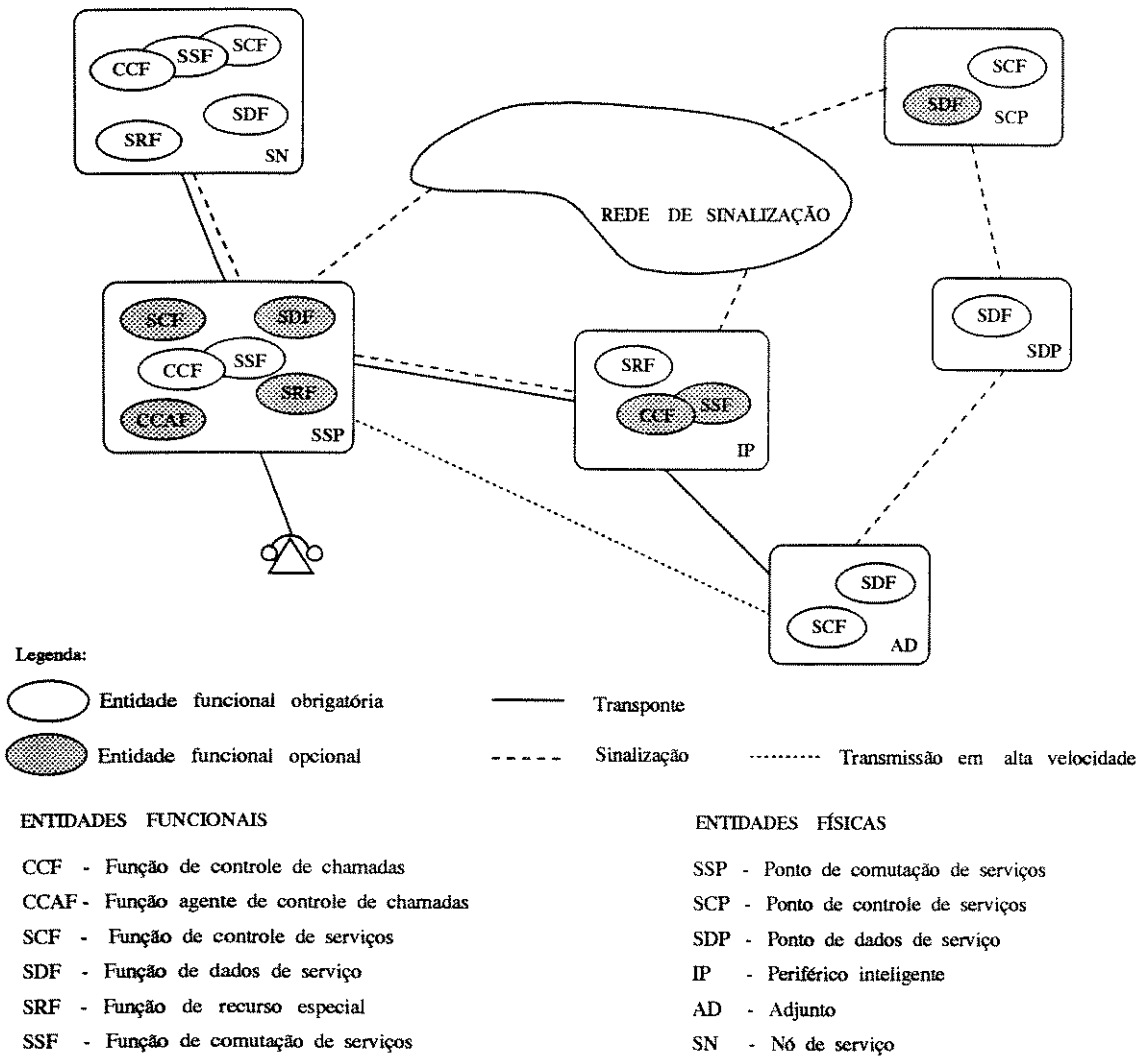 SCF
SSF
CCF
SDF
SRF
SN
SCF
SDF
SCP
REDE DE SINALIZAÇÃO
SCF
SDF
SSF
CCF
SRF
CCAF
SSP
SRF
SSF
CCF
IP
SDF
SDP
SDF
SCF
AD
Legenda:
Entidade funcional obrigatória
Transponte
Entidade funcional opcional
Sinalização
Transmissão em alta velocidade
ENTIDADES FUNCIONAIS
CCF - Função de controle de chamadas
CCAF - Função agente de controle de chamadas
SCF - Função de controle de serviços
SDF - Função de dados de serviço
SRF - Função de recurso especial
SSF - Função de comutação de serviços
ENTIDADES FÍSICAS
SSP - Ponto de comutação de serviços
SCP - Ponto de controle de serviços
SDP - Ponto de dados de serviço
IP - Periférico inteligente
AD - Adjunto
SN - Nó de serviço